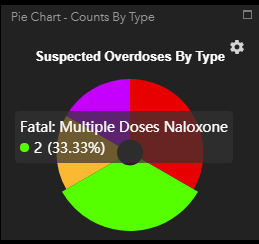 Pie Chart - Counts By Type
Suspected Overdoses By Type
Fatal: Multiple Doses Naloxone
2 (33.33%)